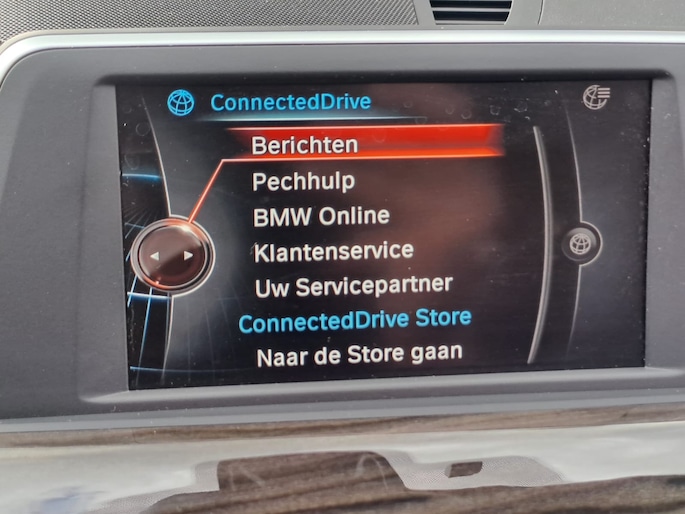 ConnectedDrive
Berichten
Pechhulp
BMW Online
Klantenservice
Uw Servicepartner
ConnectedDrive Store
Naar de Store gaan